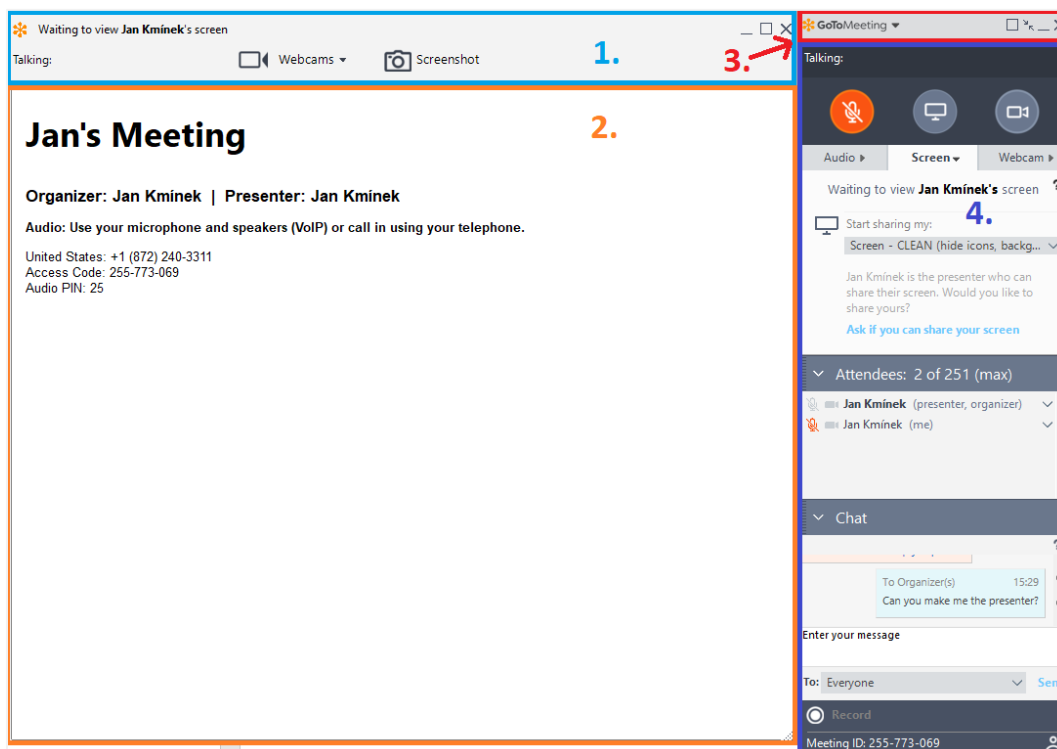 Waiting to view Jan Kmínek's screen
Talking:
Webcams
Screenshot
1.
2.
Jan's Meeting
Organizer: Jan Kmínek | Presenter: Jan Kmínek
Audio: Use your microphone and speakers (VoIP) or call in using your telephone.
United States: +1 (872) 240-3311
Access Code: 255-773-069
Audio PIN: 25
3.
GoToMeeting
Talking:
Audio
Screen
Webcam
Waiting to view Jan Kmínek's screen
?
4.
Start sharing my:
Screen - CLEAN (hide icons, backg...
Jan Kmínek is the presenter who can
share their screen. Would you like to
share yours?
Ask if you can share your screen
Attendees: 2 of 251 (max)
Jan Kmínek (presenter, organizer)
Jan Kmínek (me)
Chat
To Organizer(s) 15:29
Can you make me the presenter?
Enter your message
To: Everyone
Record
Meeting ID: 255-773-069